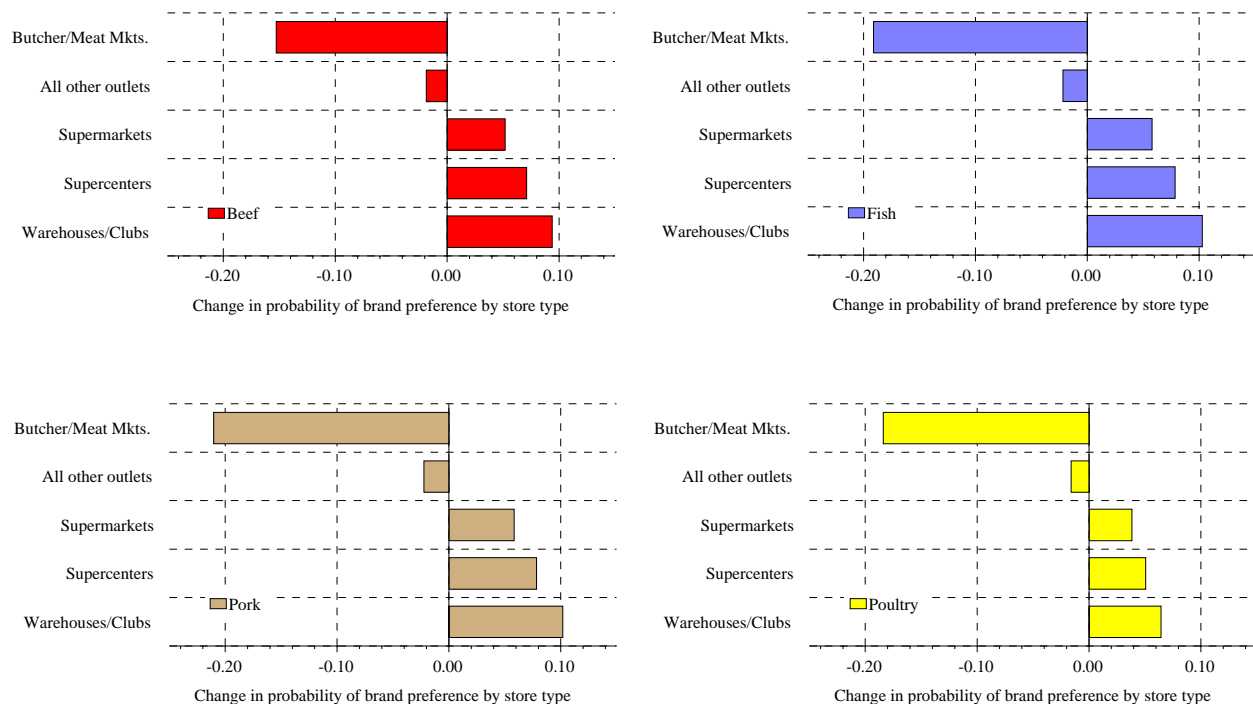 Butcher/Meat Mkts.
All other outlets
Supermarkets
Supercenters
Beef
Warehouses/Clubs
-0.20 -0.10 0.00 0.10
Change in probability of brand preference by store type
Butcher/Meat Mkts.
All other outlets
Supermarkets
Supercenters
Fish
Warehouses/Clubs
-0.20 -0.10 0.00 0.10
Change in probability of brand preference by store type
Butcher/Meat Mkts.
All other outlets
Supermarkets
Supercenters
Pork
Warehouses/Clubs
-0.20 -0.10 0.00 0.10
Change in probability of brand preference by store type
Butcher/Meat Mkts.
All other outlets
Supermarkets
Supercenters
Poultry
Warehouses/Clubs
-0.20 -0.10 0.00 0.10
Change in probability of brand preference by store type